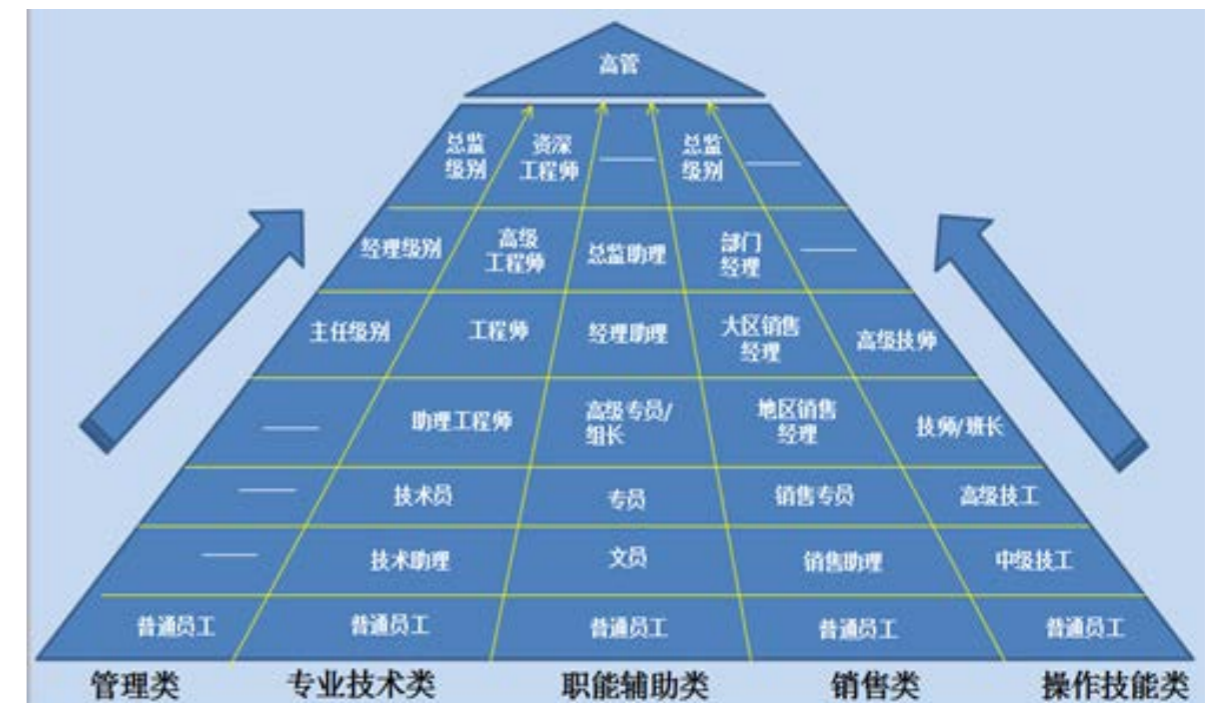 高管
总监
级别
资深
工程师
总监
级别
经理级别
高级
工程师
总监助理
部门
经理
主任级别
工程师
经理助理
大区销售
经理
高级技师
助理工程师
高级专员/
组长
地区销售
经理
技师/班长
技术员
专员
销售专员
高级技工
技术助理
文员
销售助理
中级技工
普通员工
普通员工
普通员工
普通员工
普通员工
管理类
专业技术类
职能辅助类
销售类
操作技能类